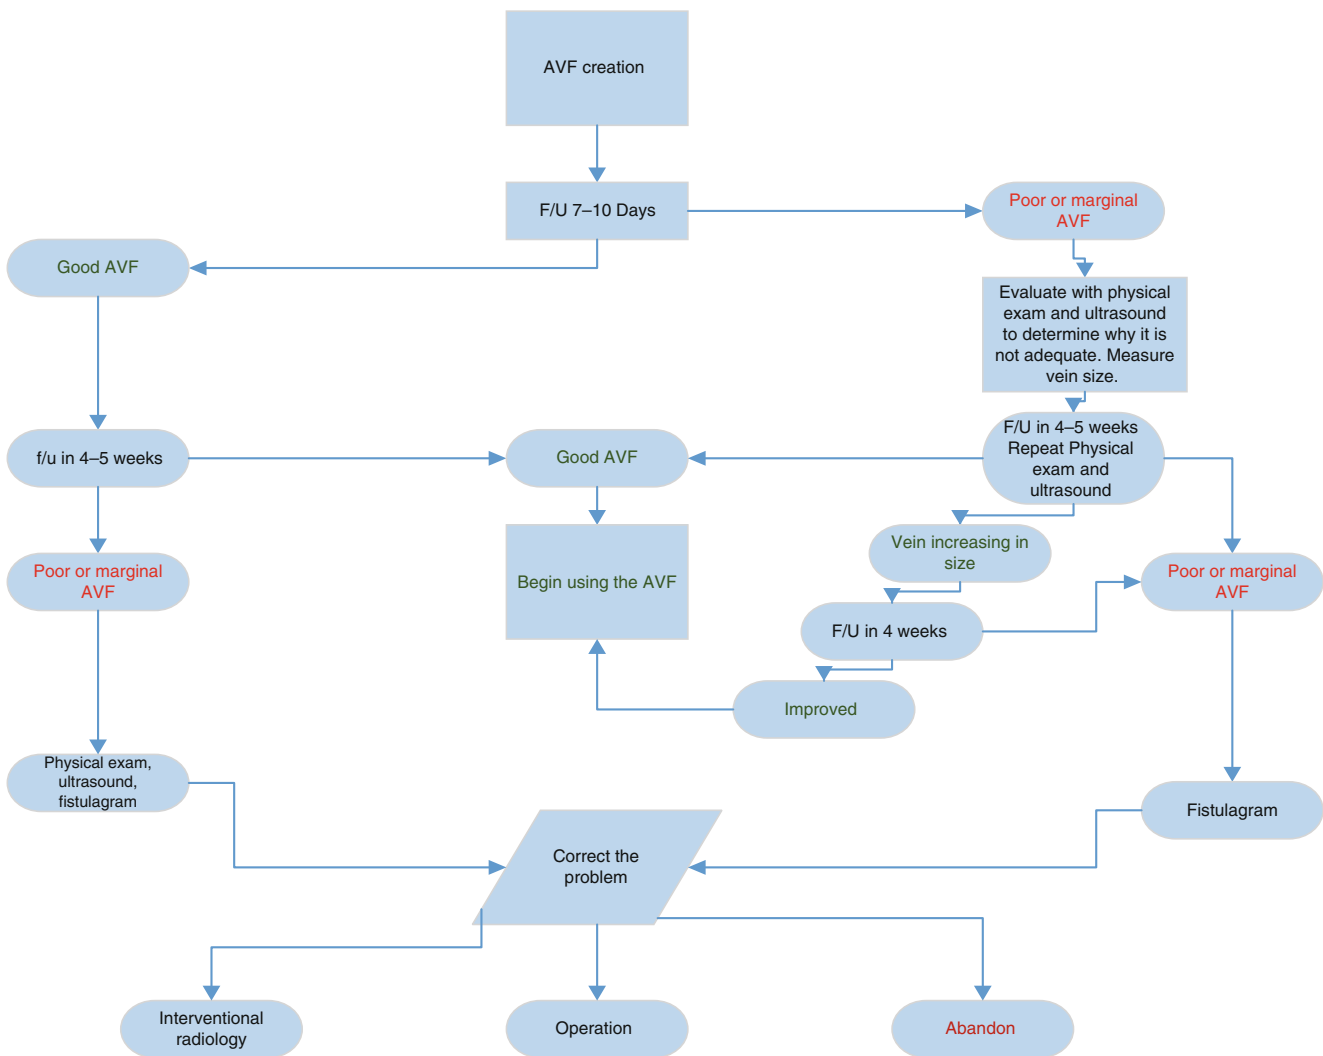 AVF creation
F/U 7–10 Days
Poor or marginal
AVF
Good AVF
Evaluate with physical
exam and ultrasound
to determine why it is
not adequate. Measure
vein size.
f/u in 4–5 weeks
Good AVF
F/U in 4–5 weeks
Repeat Physical
exam and
ultrasound
Vein increasing in
size
Poor or marginal
AVF
Begin using the AVF
Poor or marginal
AVF
F/U in 4 weeks
Improved
Physical exam,
ultrasound,
fistulagram
Fistulagram
Correct the
problem
Interventional
radiology
Operation
Abandon